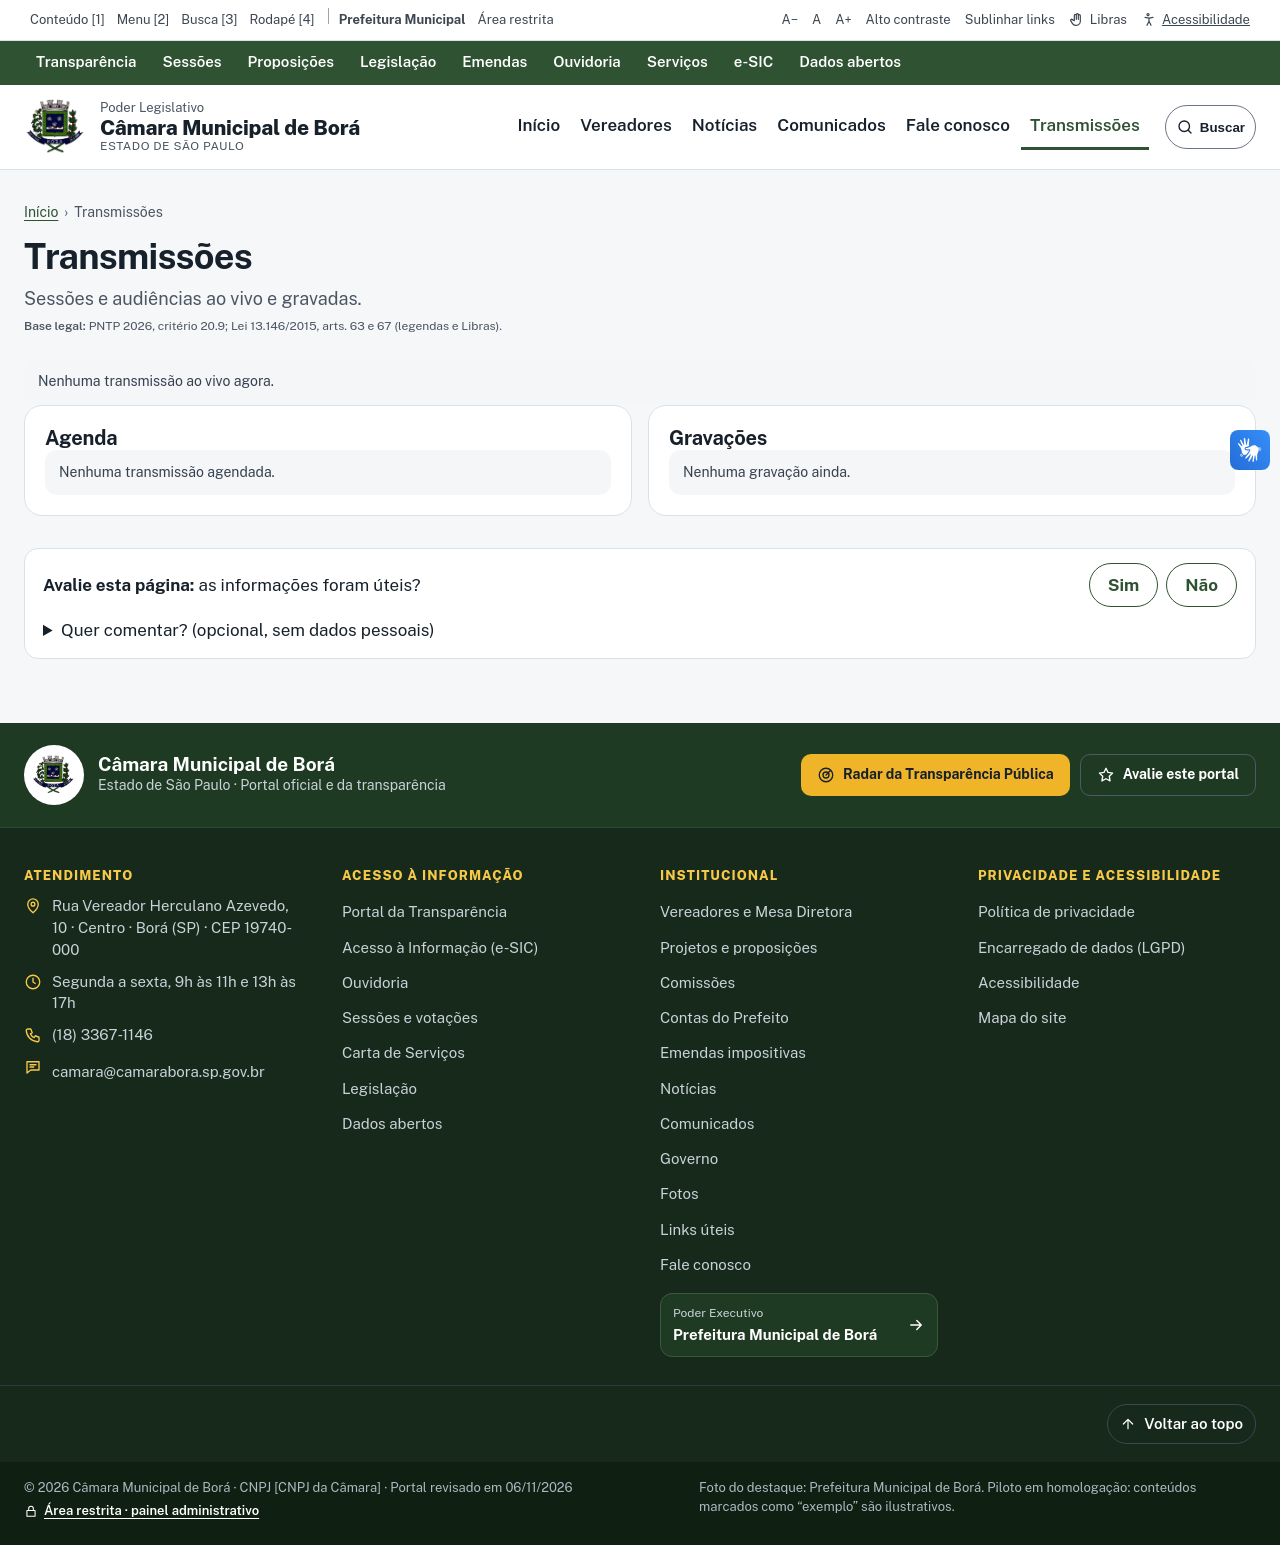 Conteúdo [1] Menu [2] Busca [3] Rodapé [4] Prefeitura Municipal Área restrita A− A A+ Alto contraste Sublinhar links Libras Acessibilidade
Transparência Sessões Proposições Legislação Emendas Ouvidoria Serviços e-SIC Dados abertos
Poder Legislativo
Câmara Municipal de Borá
ESTADO DE SÃO PAULO
Início Vereadores Notícias Comunicados Fale conosco Transmissões Buscar
Início › Transmissões
Transmissões
Sessões e audiências ao vivo e gravadas.
Base legal: PNTP 2026, critério 20.9; Lei 13.146/2015, arts. 63 e 67 (legendas e Libras).
Nenhuma transmissão ao vivo agora.
Agenda
Nenhuma transmissão agendada.
Gravações
Nenhuma gravação ainda.
Avalie esta página: as informações foram úteis?
Sim Não
Quer comentar? (opcional, sem dados pessoais)
Câmara Municipal de Borá
Estado de São Paulo · Portal oficial e da transparência
Radar da Transparência Pública Avalie este portal
ATENDIMENTO
Rua Vereador Herculano Azevedo,
10 · Centro · Borá (SP) · CEP 19740-
000
Segunda a sexta, 9h às 11h e 13h às
17h
(18) 3367-1146
camara@camarabora.sp.gov.br
ACESSO À INFORMAÇÃO
Portal da Transparência
Acesso à Informação (e-SIC)
Ouvidoria
Sessões e votações
Carta de Serviços
Legislação
Dados abertos
INSTITUCIONAL
Vereadores e Mesa Diretora
Projetos e proposições
Comissões
Contas do Prefeito
Emendas impositivas
Notícias
Comunicados
Governo
Fotos
Links úteis
Fale conosco
Poder Executivo
Prefeitura Municipal de Borá
PRIVACIDADE E ACESSIBILIDADE
Política de privacidade
Encarregado de dados (LGPD)
Acessibilidade
Mapa do site
Voltar ao topo
© 2026 Câmara Municipal de Borá · CNPJ [CNPJ da Câmara] · Portal revisado em 06/11/2026
Área restrita · painel administrativo
Foto do destaque: Prefeitura Municipal de Borá. Piloto em homologação: conteúdos
marcados como “exemplo” são ilustrativos.